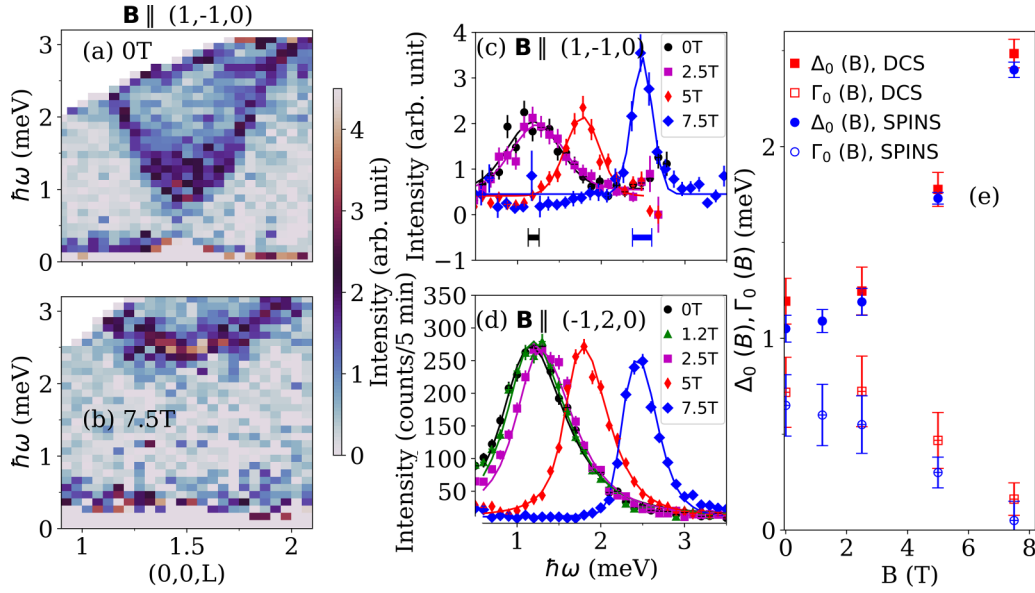 B ∥ (1,-1,0)
(a) 0T
3
2
1
0
ħω (meV)
(b) 7.5T
3
2
1
0
ħω (meV)
1
1.5
2
(0,0,L)
4
3
2
1
0
Intensity (arb. unit)
(c) B ∥ (1,-1,0)
0T
2.5T
5T
7.5T
4
3
2
1
0
−1
Intensity (arb. unit)
(d) B ∥ (-1,2,0)
0T
1.2T
2.5T
5T
7.5T
350
300
250
200
150
100
50
Intensity (counts/5 min)
1
2
3
ħω (meV)
Δ₀ (B), DCS
Γ₀ (B), DCS
Δ₀ (B), SPINS
Γ₀ (B), SPINS
(e)
2
1
0
Δ₀ (B), Γ₀ (B) (meV)
0
2
4
6
8
B (T)